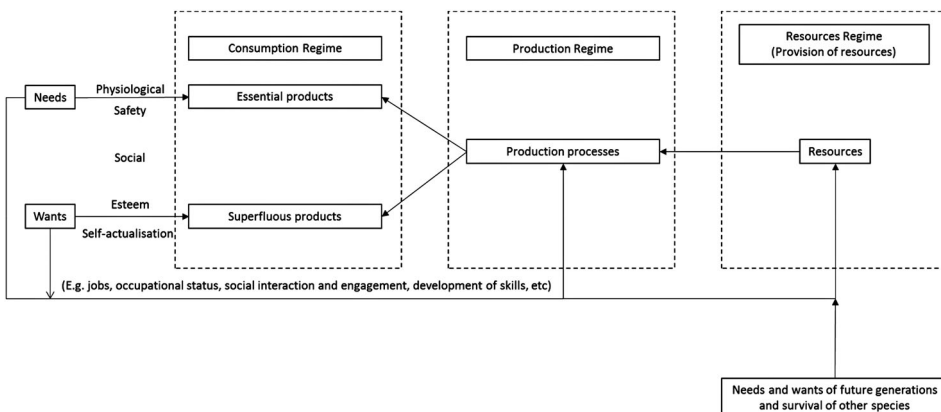 Consumption Regime
Production Regime
Resources Regime
(Provision of resources)
Needs
Physiological
Safety
Essential products
Social
Production processes
Resources
Wants
Esteem
Self-actualisation
Superfluous products
(E.g. jobs, occupational status, social interaction and engagement, development of skills, etc)
Needs and wants of future generations
and survival of other species